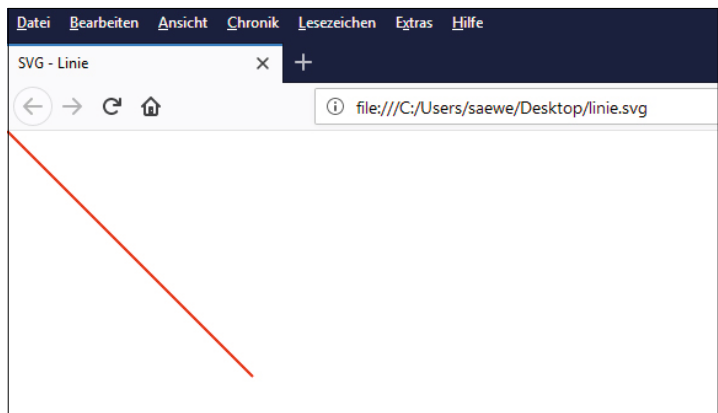 Datei Bearbeiten Ansicht Chronik Lesezeichen Extras Hilfe
SVG - Linie
file:///C:/Users/saewe/Desktop/linie.svg